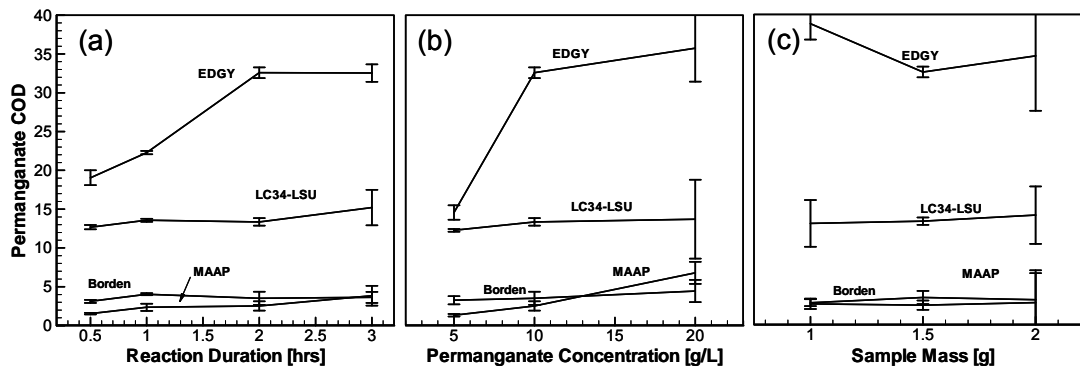 Permanganate COD
40
35
30
25
20
15
10
5
0
(a)
EDGY
LC34-LSU
MAAP
Borden
0.5 1 1.5 2 2.5 3
Reaction Duration [hrs]
(b)
EDGY
LC34-LSU
MAAP
Borden
5 10 15 20
Permanganate Concentration [g/L]
(c)
EDGY
LC34-LSU
MAAP
Borden
1 1.5 2
Sample Mass [g]